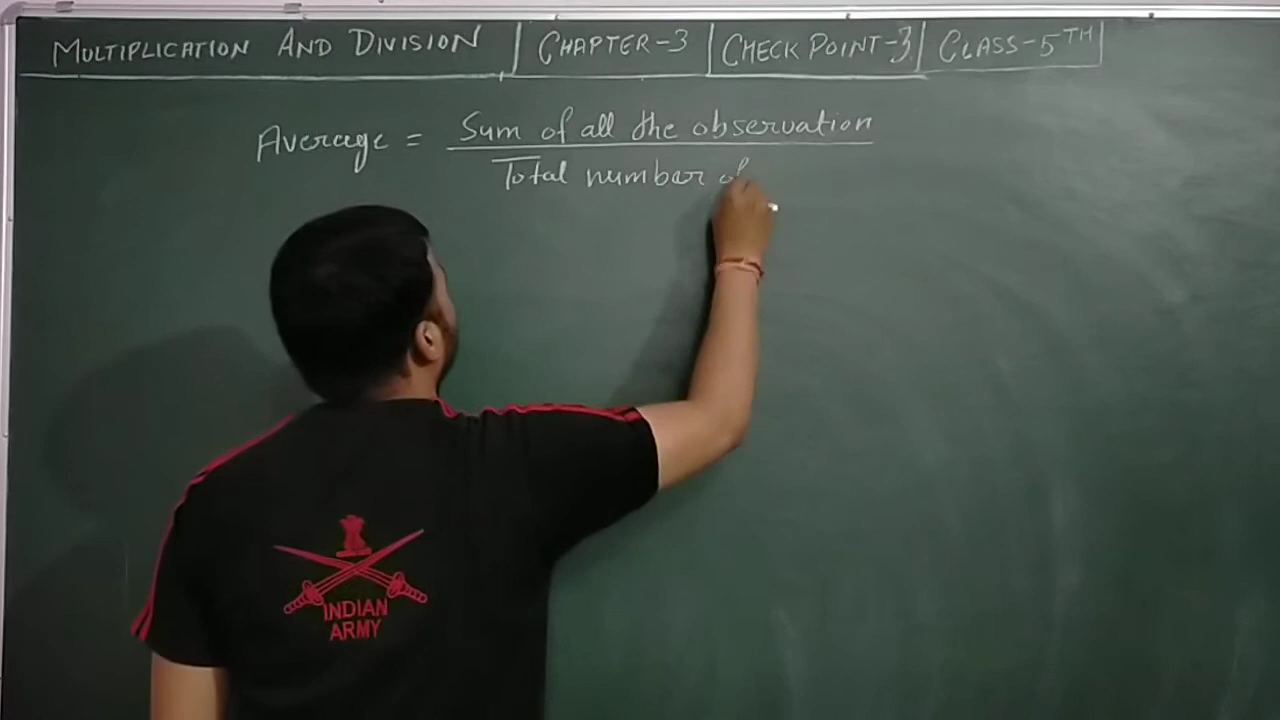 MULTIPLICATION AND DIVISION | CHAPTER-3 | CHECK POINT-3 | CLASS-5TH
Average = Sum of all the observation
Total number of
INDIAN
ARMY